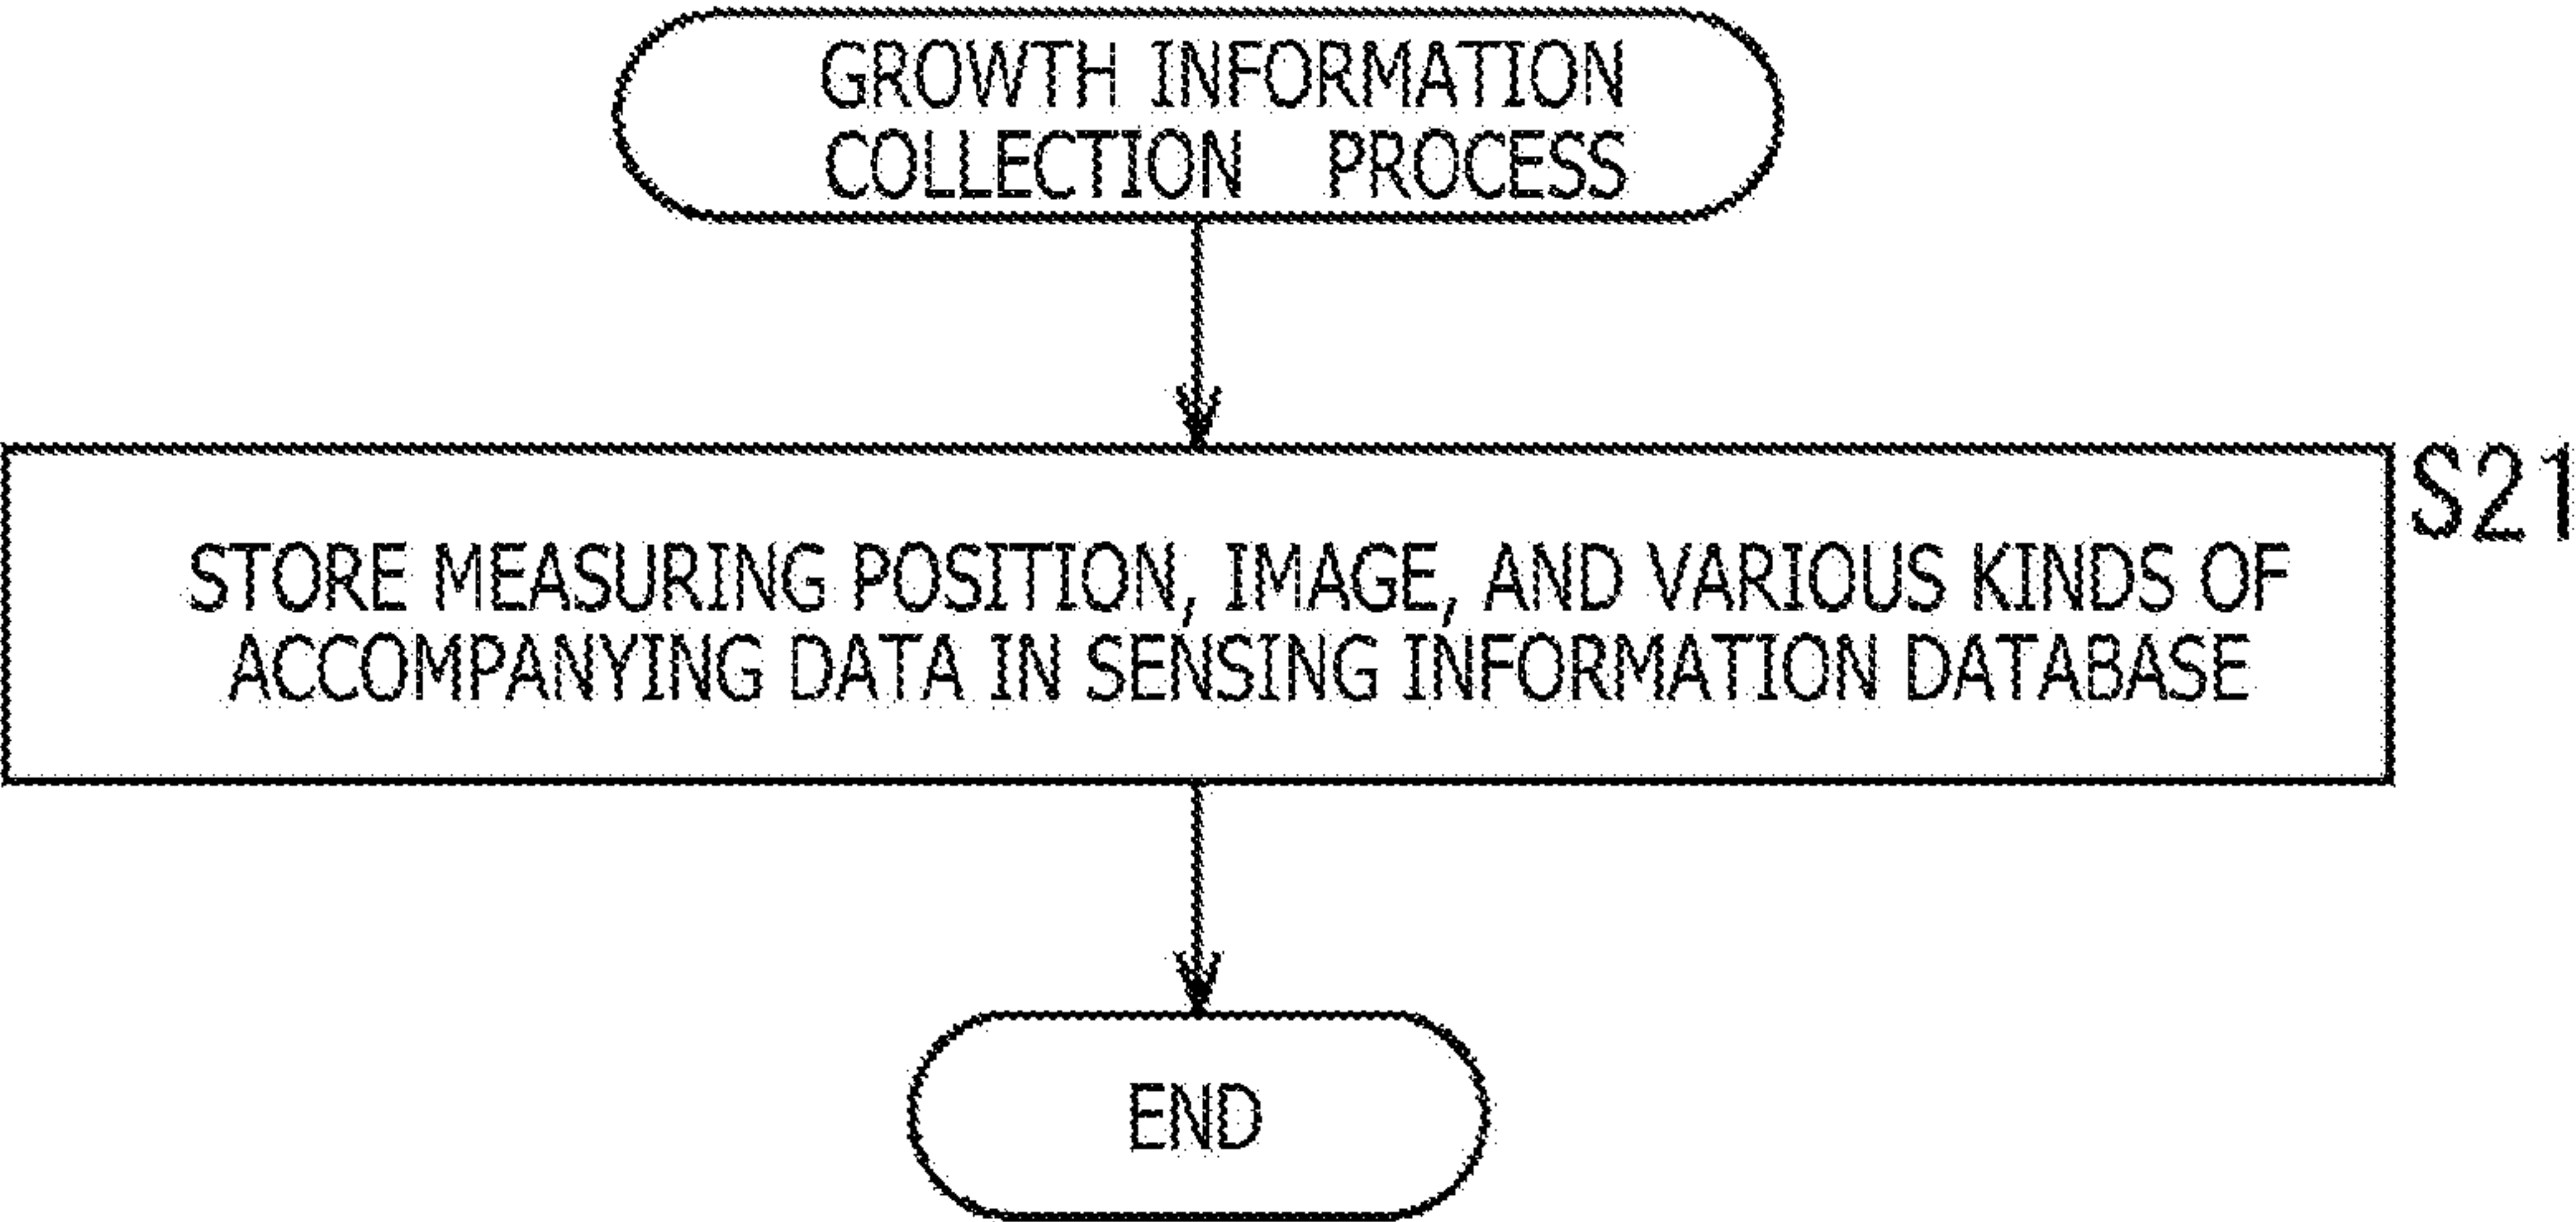 GROWTH INFORMATION
COLLECTION PROCESS
S21
STORE MEASURING POSITION, IMAGE, AND VARIOUS KINDS OF
ACCOMPANYING DATA IN SENSING INFORMATION DATABASE
END